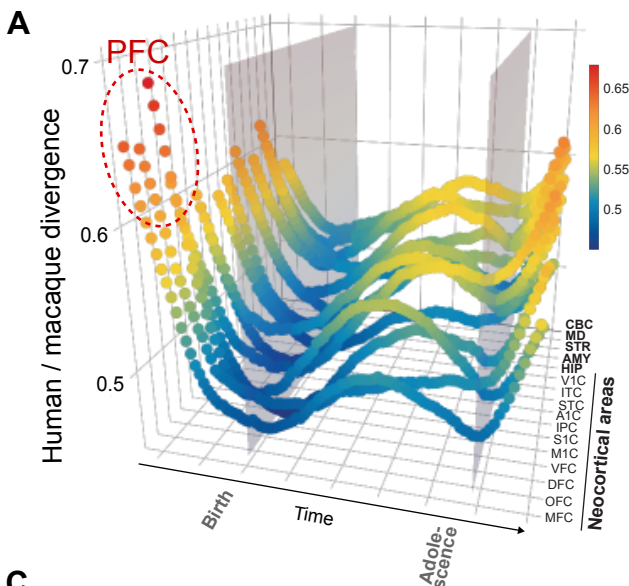 A
PFC
0.7
0.6
0.5
Human / macaque divergence
0.65
0.6
0.55
0.5
CBC
MD
STR
AMY
HIP
V1C
ITC
STC
A1C
IPC
S1C
M1C
VFC
DFC
OFC
MFC
Neocortical areas
Birth
Time
Adole-
scence
C